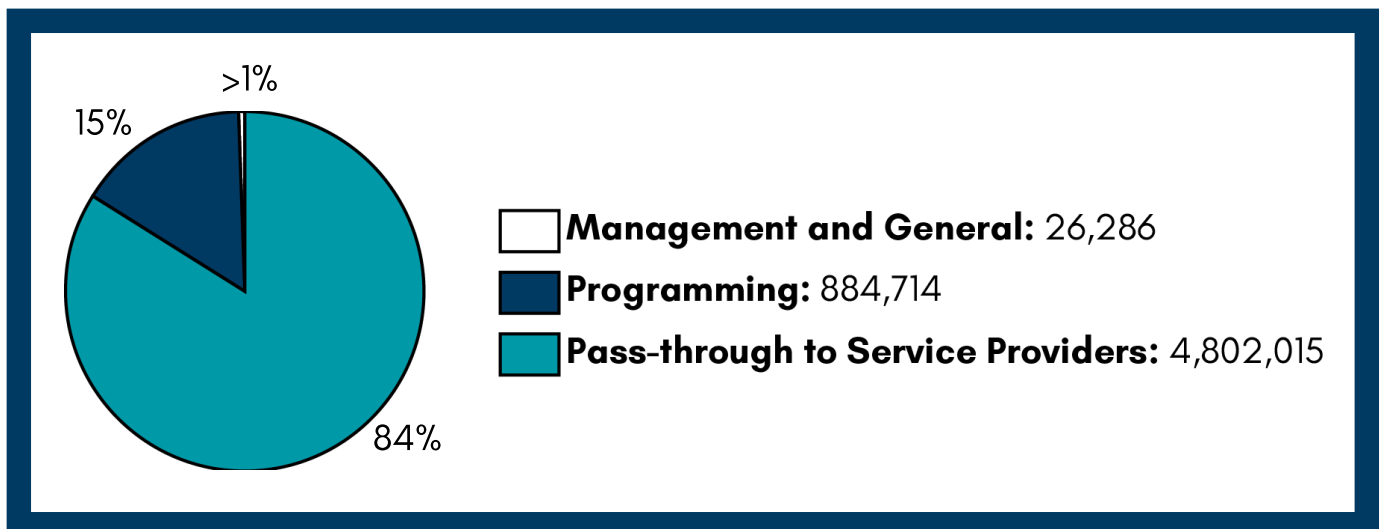 >1%
15%
Management and General: 26,286
Programming: 884,714
Pass-through to Service Providers: 4,802,015
84%